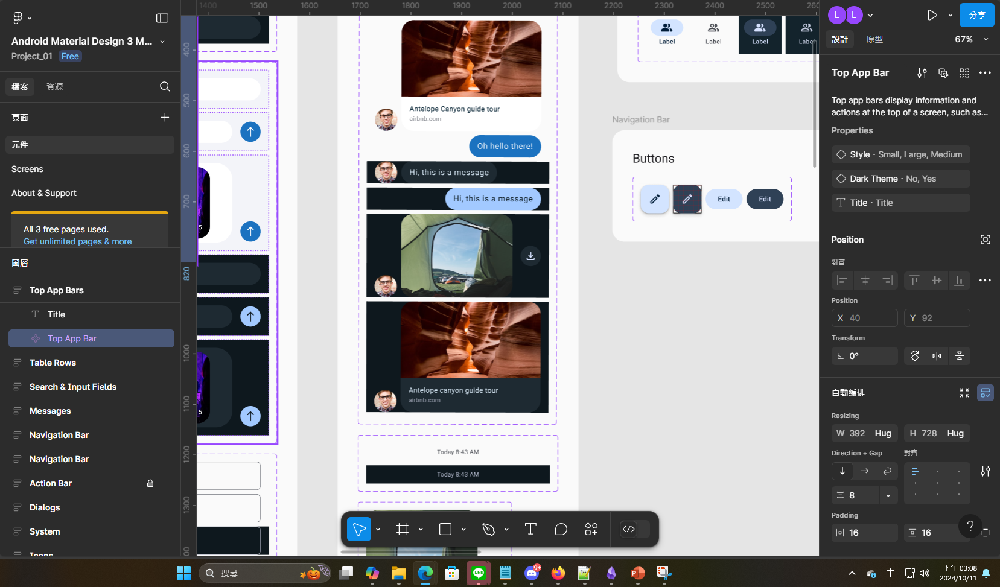 Android Material Design 3 M...
Project_01 Free
檔案 資源
頁面
元件
Screens
About & Support
All 3 free pages used.
Get unlimited pages & more
圖層
Top App Bars
Title
Top App Bar
Table Rows
Search & Input Fields
Messages
Navigation Bar
Navigation Bar
Action Bar
Dialogs
System
Icons
1400 1500 1600 1700 1800 1900 2000 2100 2200 2300 2400 2500 2600
400
500
600
700
820
1000
1100
1200
1300
5
5
Antelope Canyon guide tour
airbnb.com
Oh hello there!
Hi, this is a message
Hi, this is a message
Antelope canyon guide tour
airbnb.com
Today 8:43 AM
Today 8:43 AM
Label Label Label Label
Navigation Bar
Buttons
Edit Edit
L L
分享
設計 原型 67%
Top App Bar
Top app bars display information and
actions at the top of a screen, such as...
Properties
Style · Small, Large, Medium
Dark Theme · No, Yes
Title · Title
Position
對齊
Position
X 40 Y 92
Transform
0°
自動編排
Resizing
W 392 Hug H 728 Hug
Direction + Gap 對齊
8
Padding
16 16
?
搜尋
9+
中
下午 03:08
2024/10/11